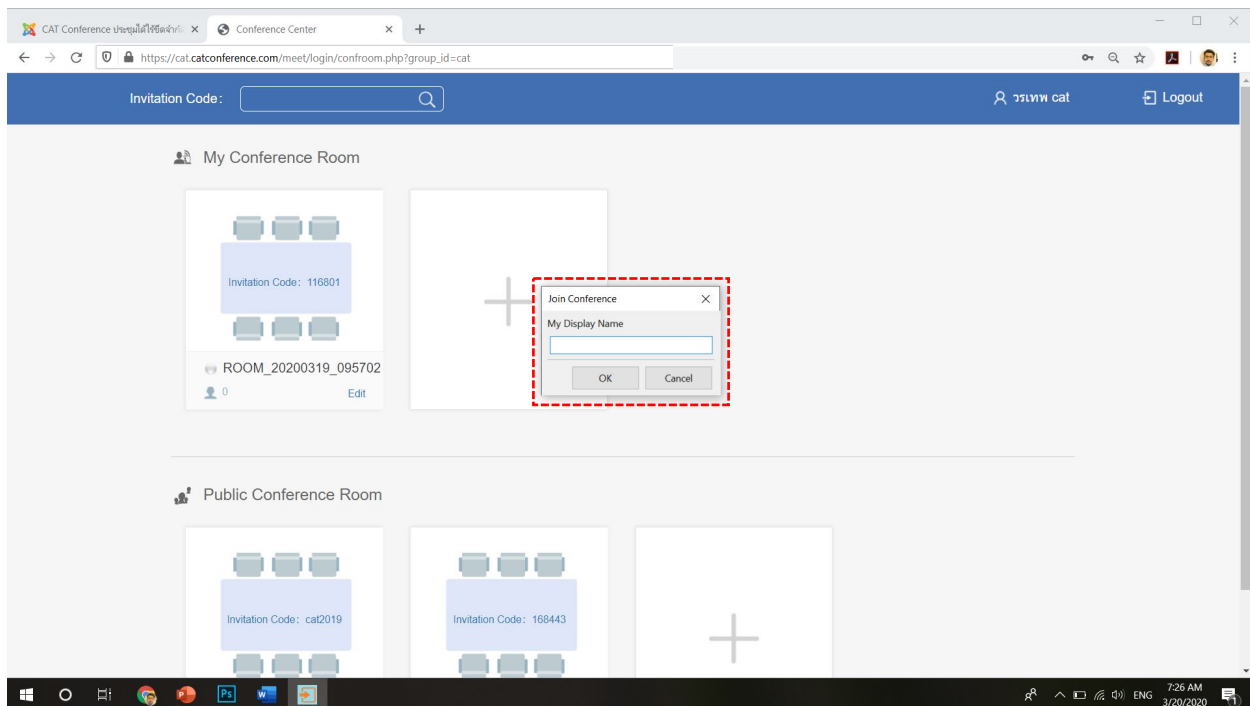 CAT Conference ประชุมได้ไร้ขีดจำกั
Conference Center
https://cat.catconference.com/meet/login/confroom.php?group_id=cat
Invitation Code:
วรเทพ cat
Logout
My Conference Room
Invitation Code: 116801
ROOM_20200319_095702
0
Edit
Join Conference
My Display Name
OK
Cancel
Public Conference Room
Invitation Code: cat2019
Invitation Code: 168443
ENG
7:26 AM
3/20/2020
1